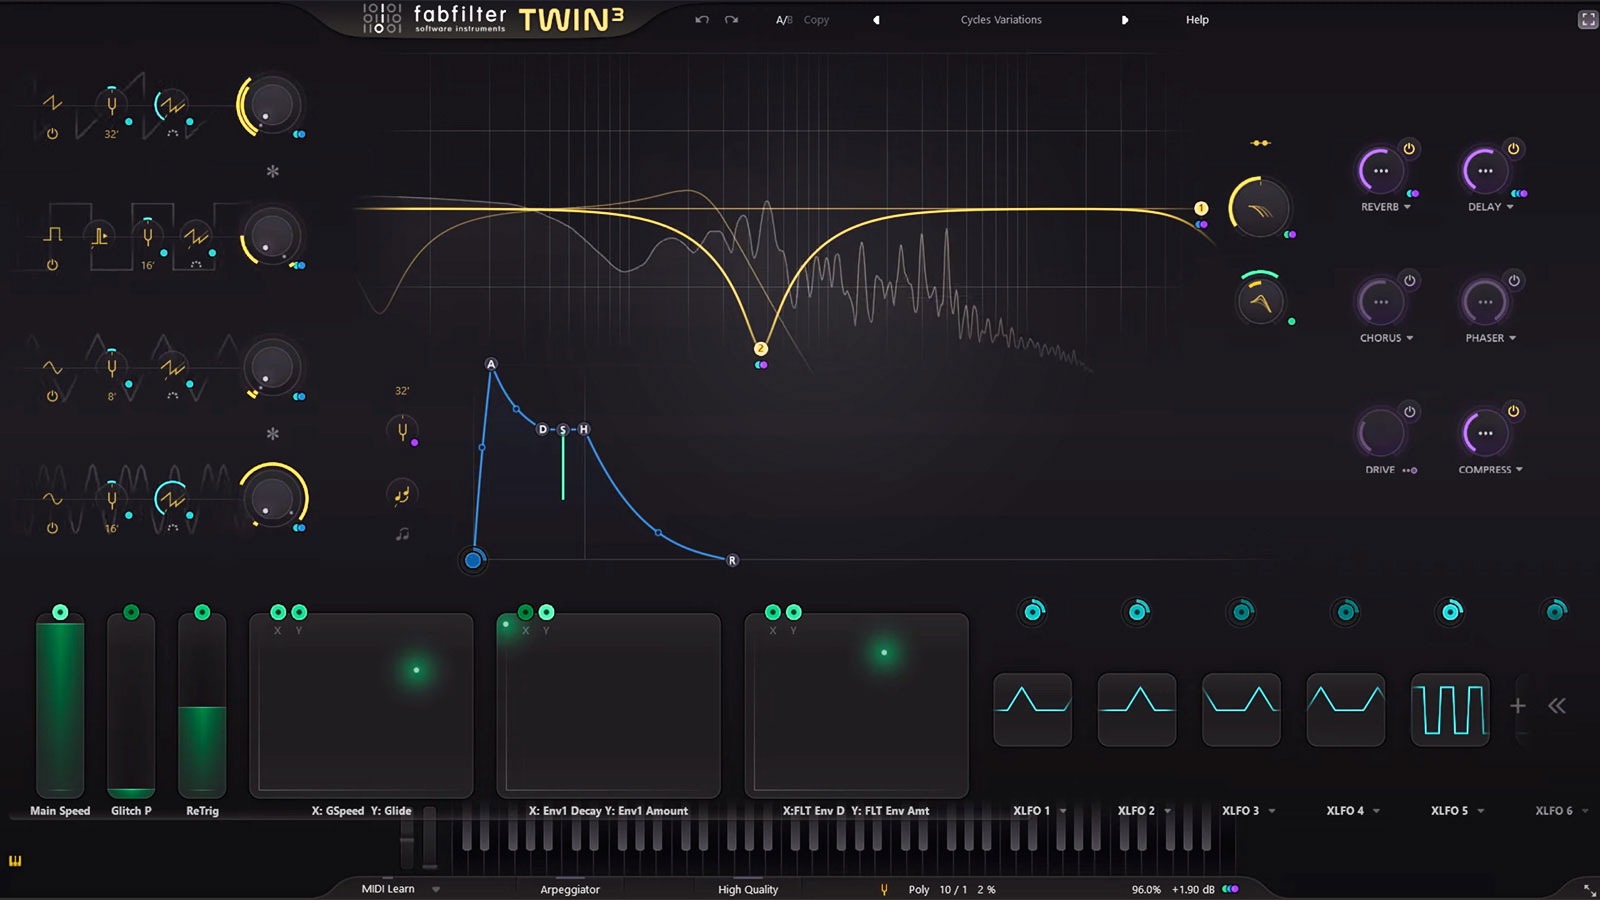 fabfilter TWIN3
software instruments
A/B Copy Cycles Variations Help
32'
16'
REVERB DELAY
1
2
8'
CHORUS PHASER
A
32'
D S H
DRIVE COMPRESS
16'
R
X Y X Y X Y
Main Speed Glitch P ReTrig X: GSpeed Y: Glide X: Env1 Decay Y: Env1 Amount X:FLT Env D Y: FLT Env Amt XLFO 1 XLFO 2 XLFO 3 XLFO 4 XLFO 5 XLFO 6
MIDI Learn Arpeggiator High Quality Poly 10 / 1 2 % 96.0% +1.90 dB